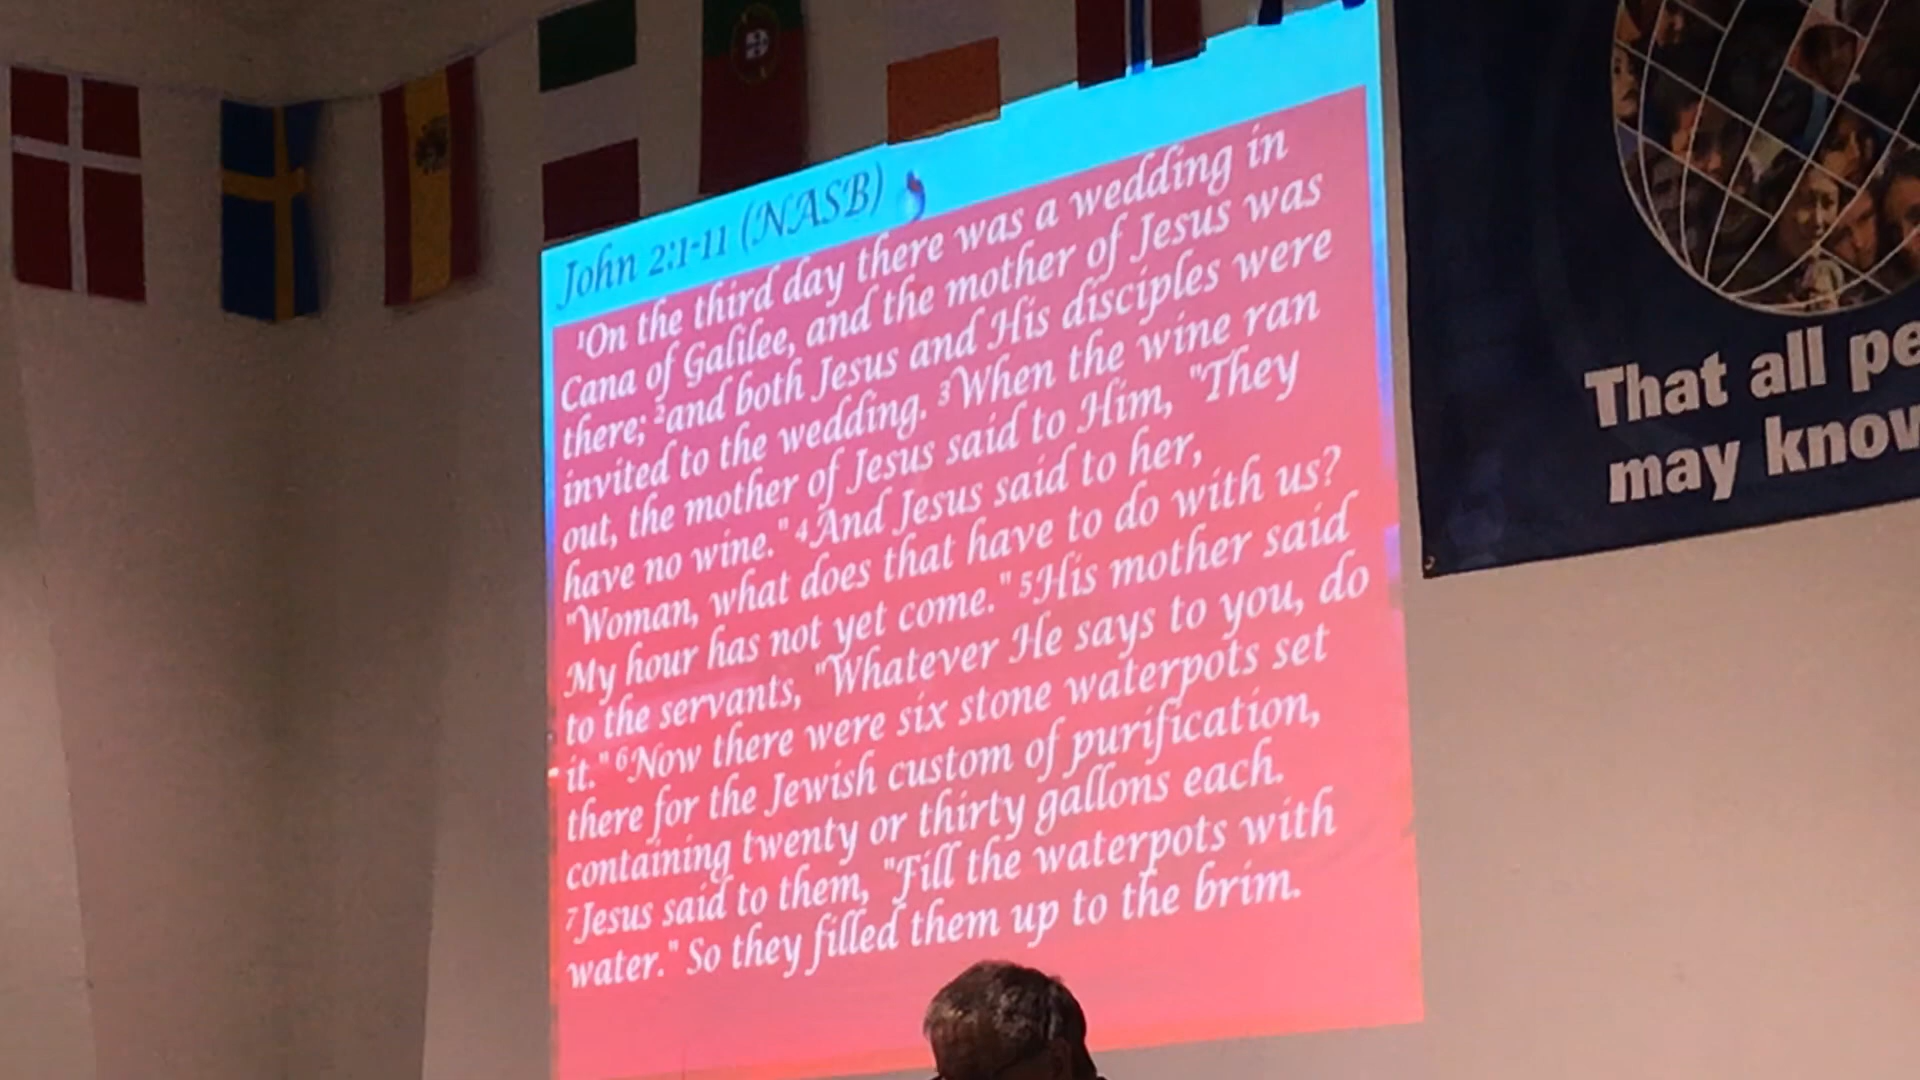 John 2:1-11 (NASB)
¹On the third day there was a wedding in
Cana of Galilee, and the mother of Jesus was
there; ²and both Jesus and His disciples were
invited to the wedding. ³When the wine ran
out, the mother of Jesus said to Him, "They
have no wine." ⁴And Jesus said to her,
"Woman, what does that have to do with us?
My hour has not yet come." ⁵His mother said
to the servants, "Whatever He says to you, do
it." ⁶Now there were six stone waterpots set
there for the Jewish custom of purification,
containing twenty or thirty gallons each.
⁷Jesus said to them, "Fill the waterpots with
water." So they filled them up to the brim.
That all pe
may know